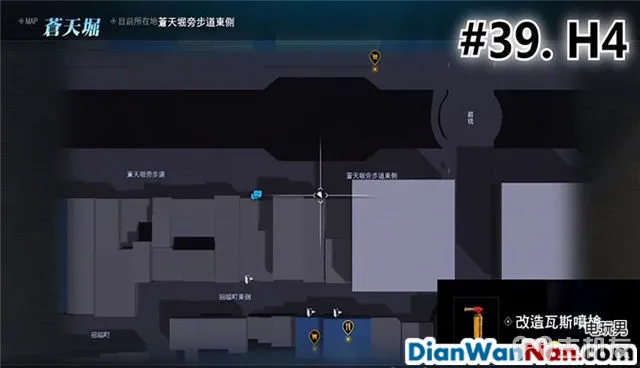 MAP 蒼天堀 目前所在地 蒼天堀旁步道東側
#39. H4
巖橋
蒼天堀旁步道
蒼天堀旁步道東側
招福町東側
招福町
改造瓦斯噴槍
电玩男
DianWanNan.com